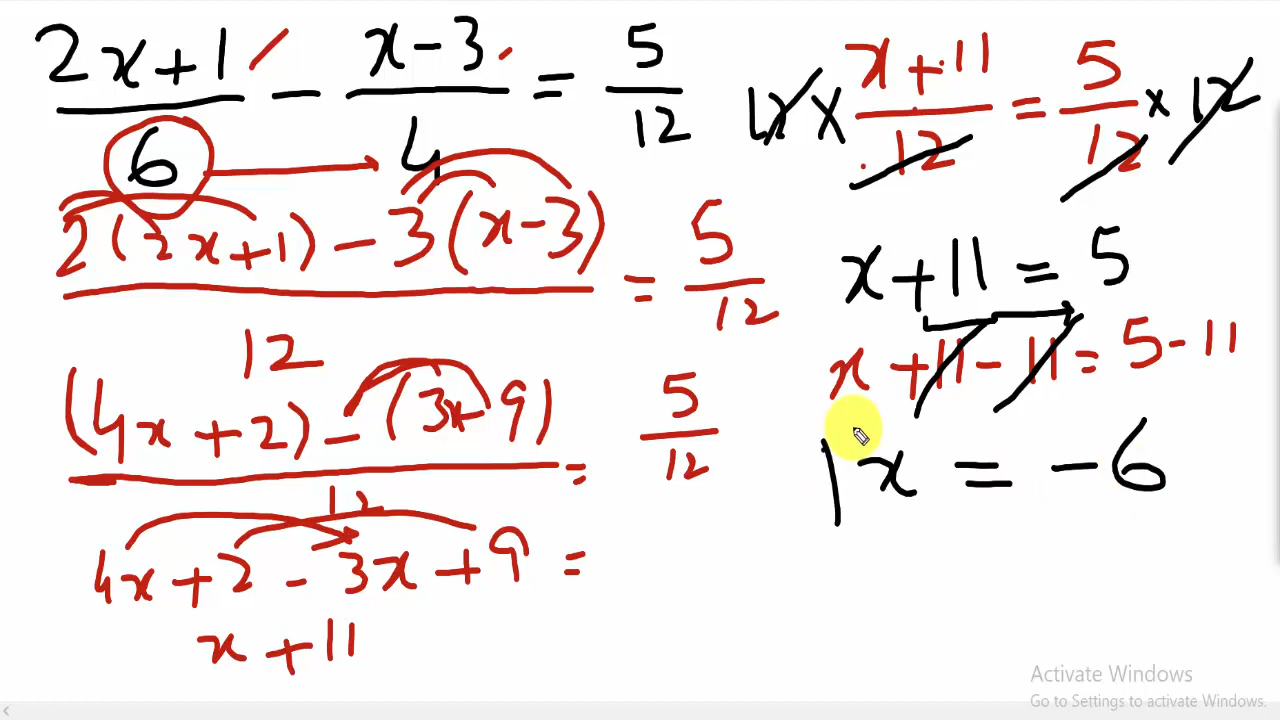 (2x+1)/6 - (x-3)/4 = 5/12
(2(2x+1) - 3(x-3))/12 = 5/12
((4x+2) - (3x-9))/12 = 5/12
4x+2 - 3x+9 =
x+11
12 × (x+11)/12 = 5/12 × 12
x+11 = 5
x+11-11 = 5-11
x = -6
Activate Windows
Go to Settings to activate Windows.